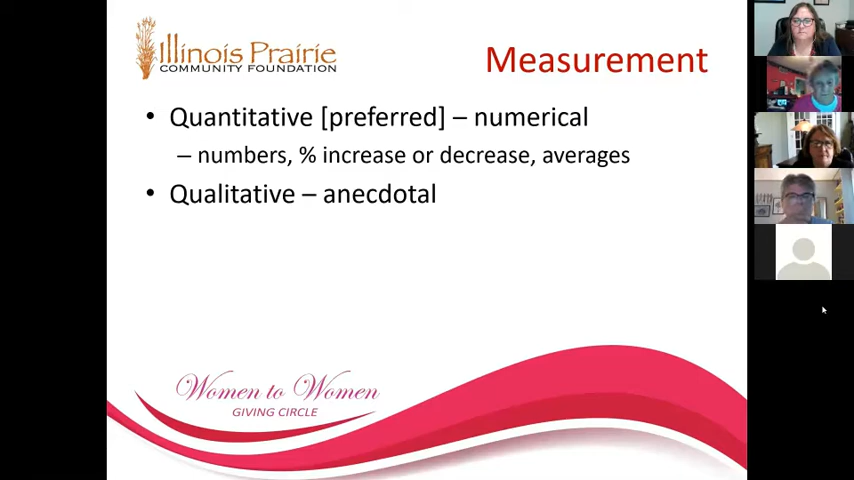 Illinois Prairie
COMMUNITY FOUNDATION
Measurement
• Quantitative [preferred] – numerical
– numbers, % increase or decrease, averages
• Qualitative – anecdotal
Women to Women
GIVING CIRCLE